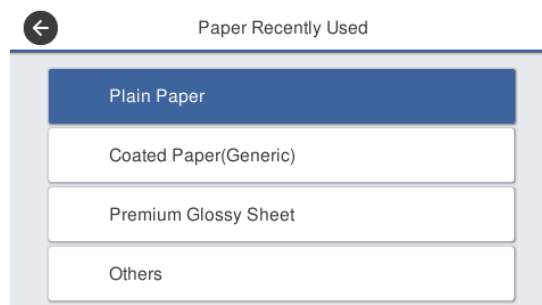 Paper Recently Used
Plain Paper
Coated Paper(Generic)
Premium Glossy Sheet
Others